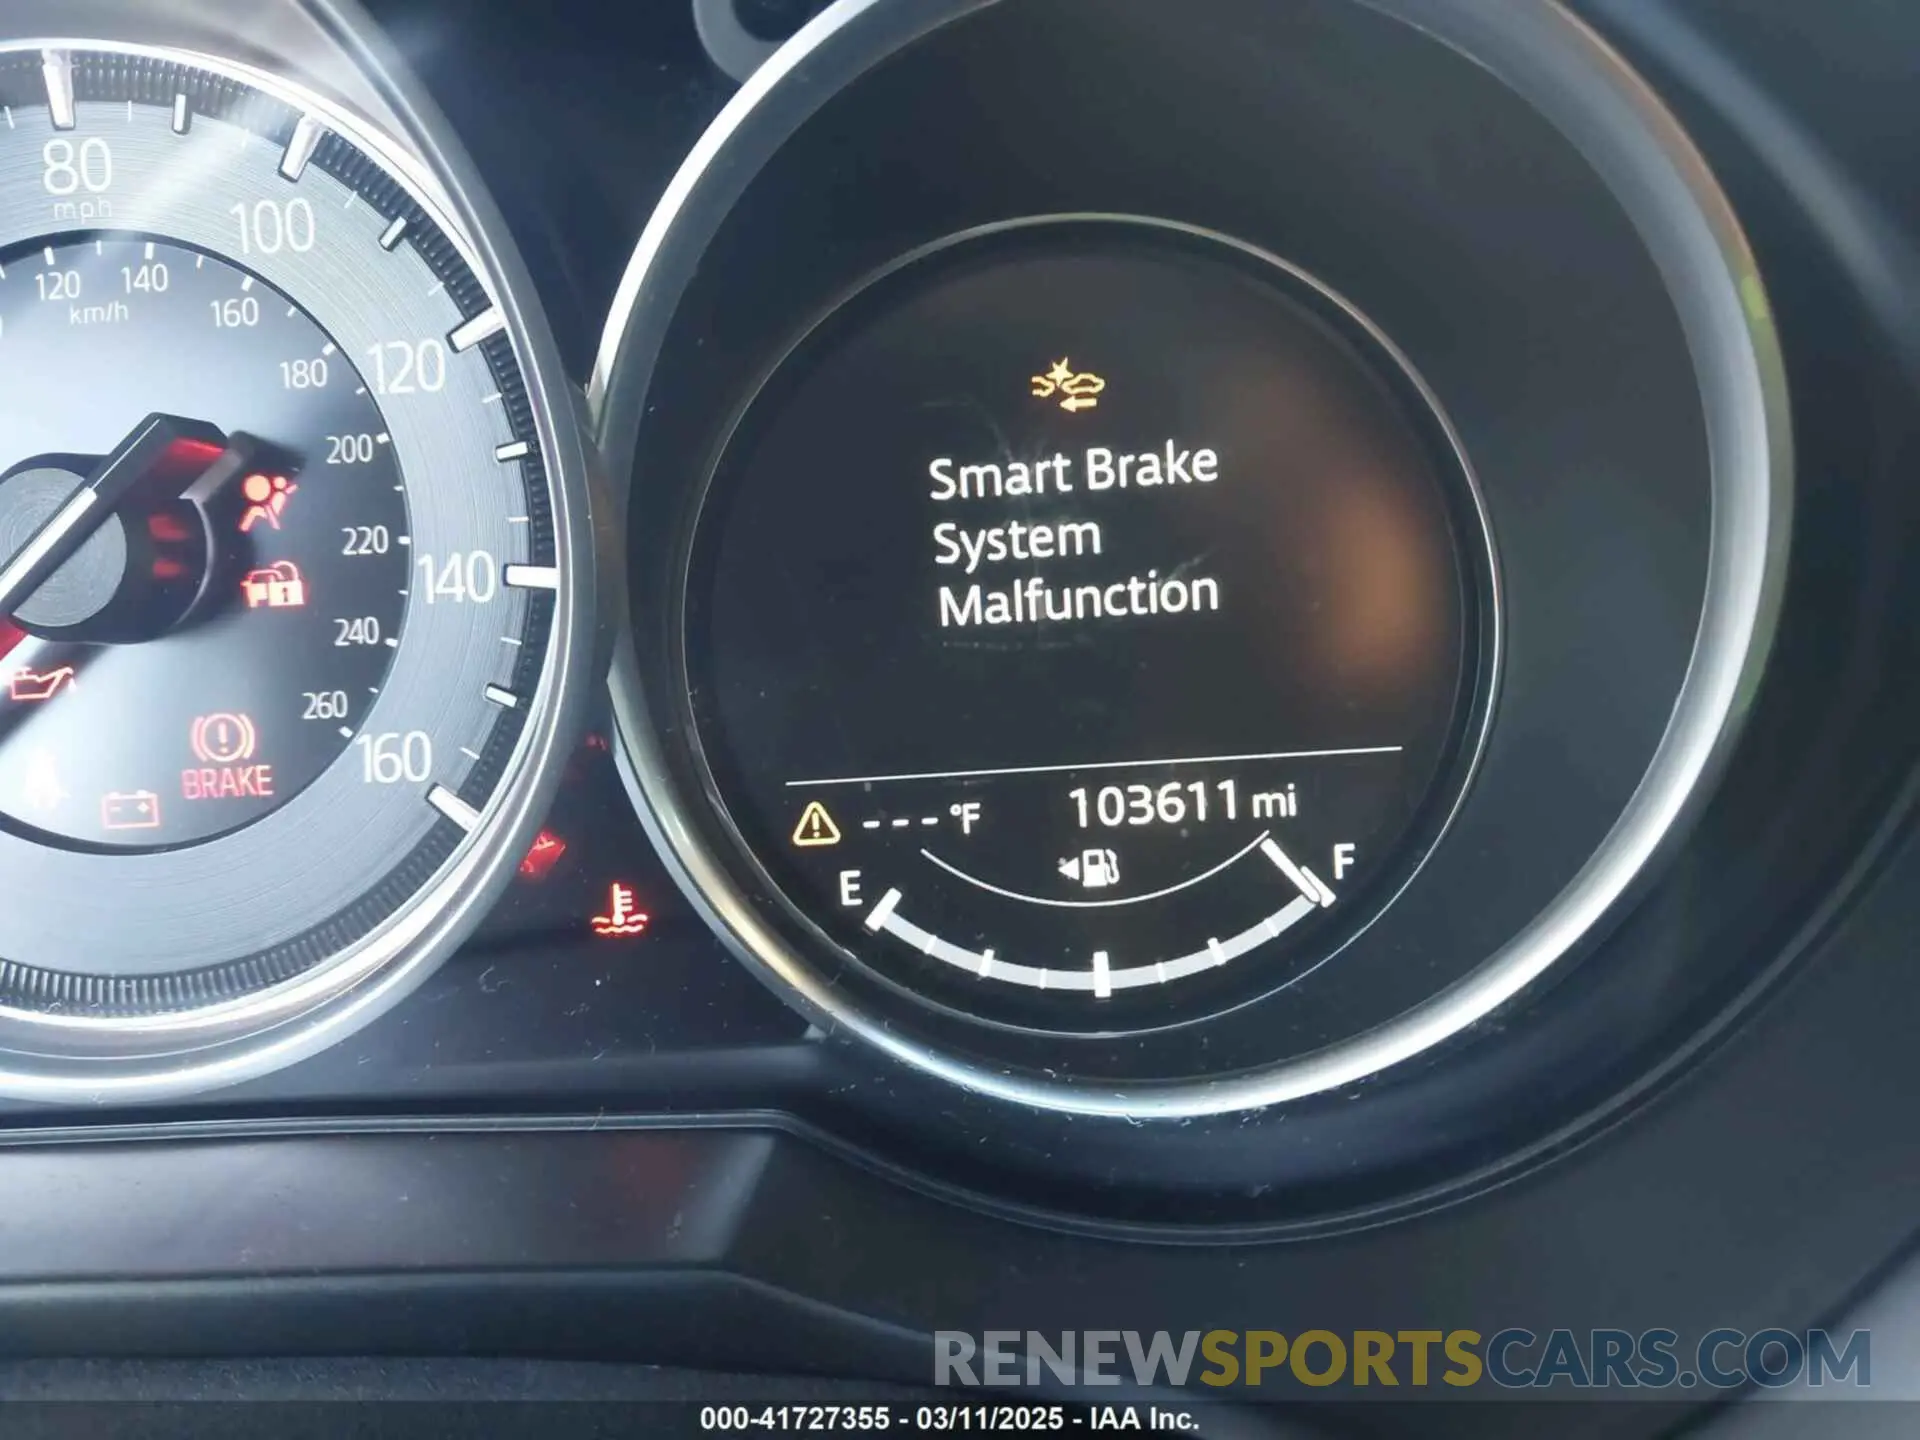 80
mph
100
120
140
km/h
160
180
120
200
220
140
240
260
160
BRAKE
Smart Brake
System
Malfunction
- - - °F
103611 mi
E
F
RENEWSPORTSCARS.COM
000-41727355 - 03/11/2025 - IAA Inc.